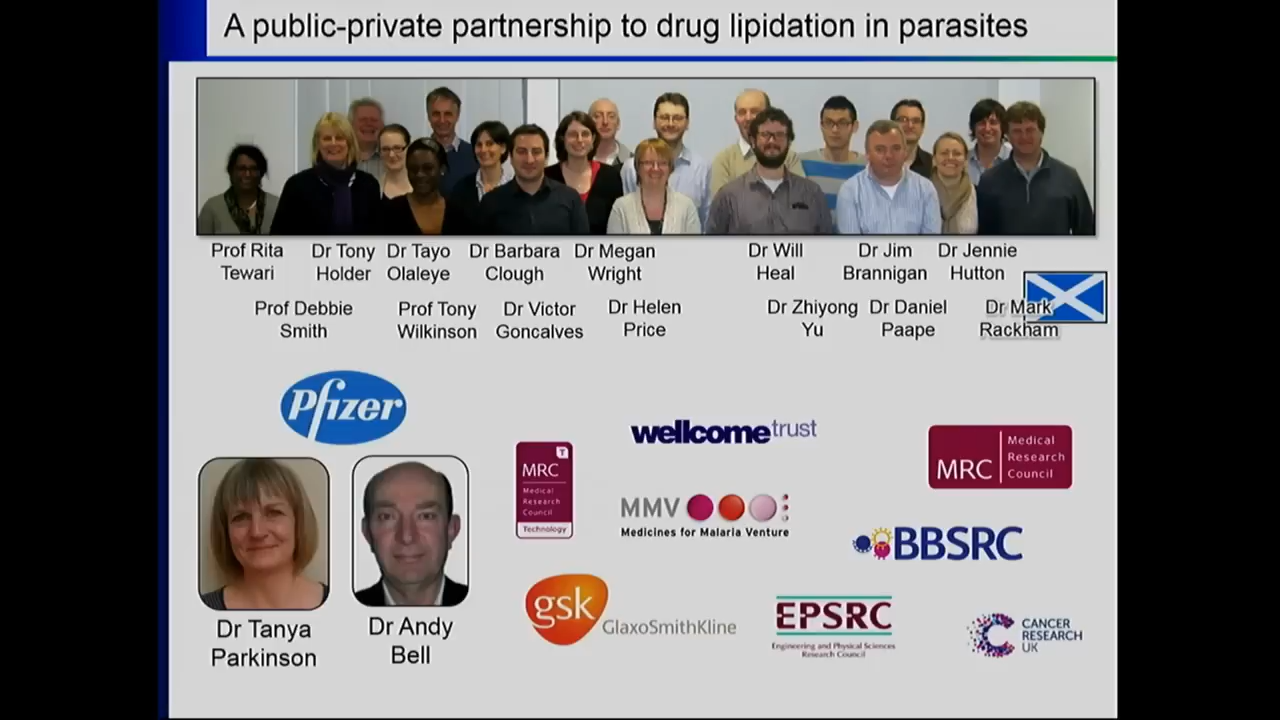 A public-private partnership to drug lipidation in parasites
Prof Rita
Tewari
Dr Tony
Holder
Dr Tayo
Olaleye
Dr Barbara
Clough
Dr Megan
Wright
Dr Will
Heal
Dr Jim
Brannigan
Dr Jennie
Hutton
Prof Debbie
Smith
Prof Tony
Wilkinson
Dr Victor
Goncalves
Dr Helen
Price
Dr Zhiyong
Yu
Dr Daniel
Paape
Dr Mark
Rackham
Pfizer
wellcometrust
MRC
Medical
Research
Council
T
MRC
Medical
Research
Council
Technology
MMV
Medicines for Malaria Venture
BBSRC
gsk
GlaxoSmithKline
EPSRC
Engineering and Physical Sciences
Research Council
CANCER
RESEARCH
UK
Dr Tanya
Parkinson
Dr Andy
Bell